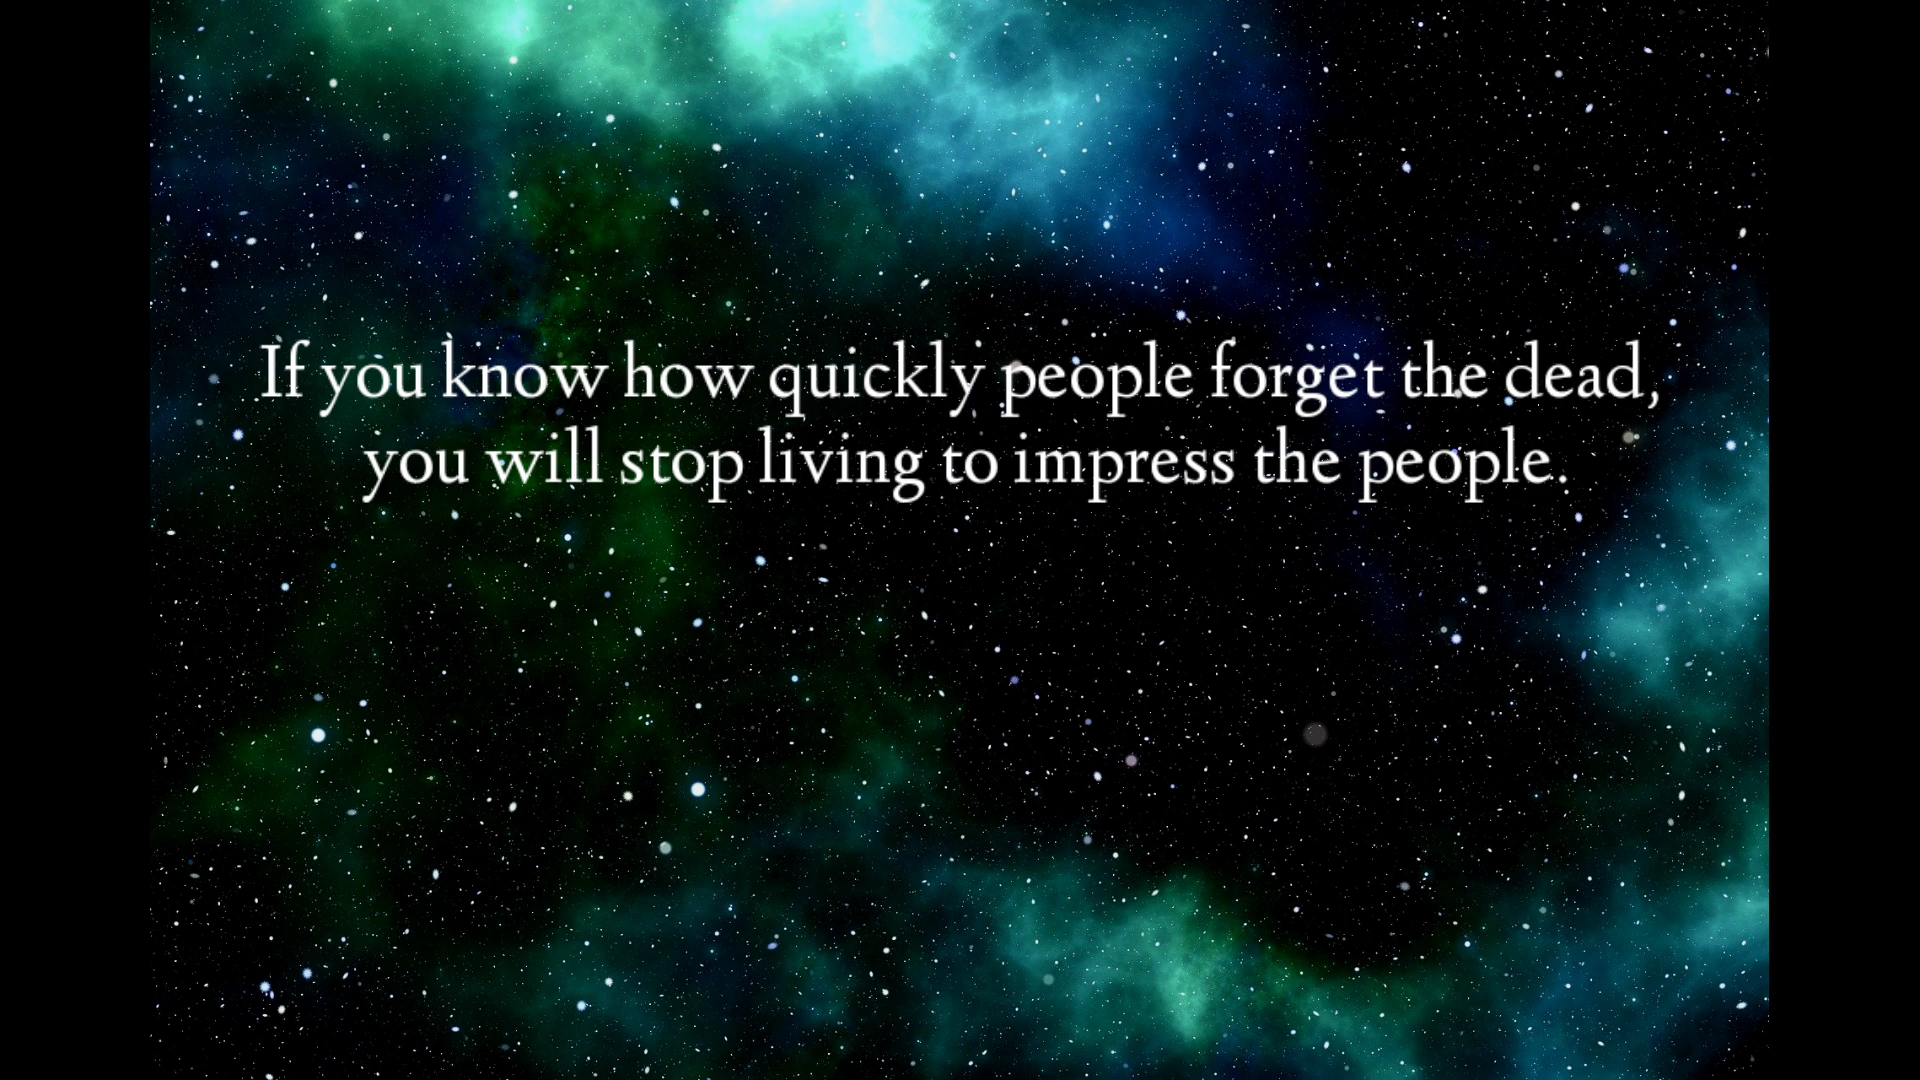 If you know how quickly people forget the dead,
you will stop living to impress the people.